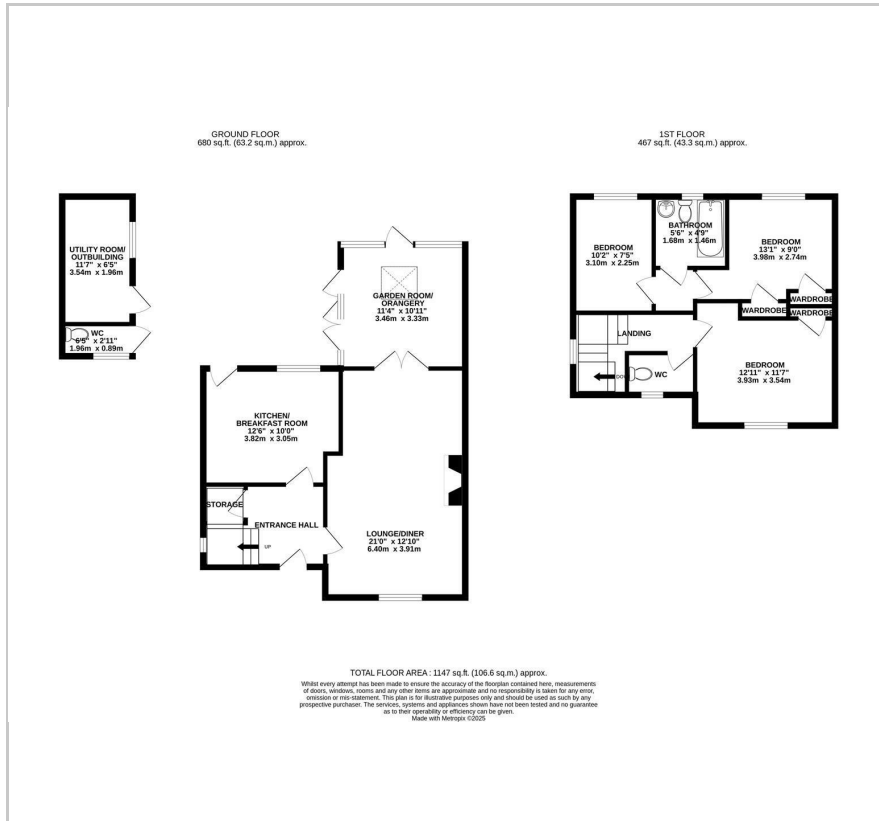 GROUND FLOOR
680 sq.ft. (63.2 sq.m.) approx.
1ST FLOOR
467 sq.ft. (43.3 sq.m.) approx.
UTILITY ROOM/
OUTBUILDING
11'7" x 6'5"
3.54m x 1.96m
WC
6'5" x 2'11"
1.96m x 0.89m
GARDEN ROOM/
ORANGERY
11'4" x 10'11"
3.46m x 3.33m
KITCHEN/
BREAKFAST ROOM
12'6" x 10'0"
3.82m x 3.05m
STORAGE
ENTRANCE HALL
UP
LOUNGE/DINER
21'0" x 12'10"
6.40m x 3.91m
BEDROOM
10'2" x 7'5"
3.10m x 2.25m
BATHROOM
5'6" x 4'9"
1.68m x 1.46m
BEDROOM
13'1" x 9'0"
3.98m x 2.74m
WARDROBE
WARDROBE
WARDROBE
LANDING
DOWN
WC
BEDROOM
12'11" x 11'7"
3.93m x 3.54m
TOTAL FLOOR AREA : 1147 sq.ft. (106.6 sq.m.) approx.
Whilst every attempt has been made to ensure the accuracy of the floorplan contained here, measurements
of doors, windows, rooms and any other items are approximate and no responsibility is taken for any error,
omission or mis-statement. This plan is for illustrative purposes only and should be used as such by any
prospective purchaser. The services, systems and appliances shown have not been tested and no guarantee
as to their operability or efficiency can be given.
Made with Metropix ©2025